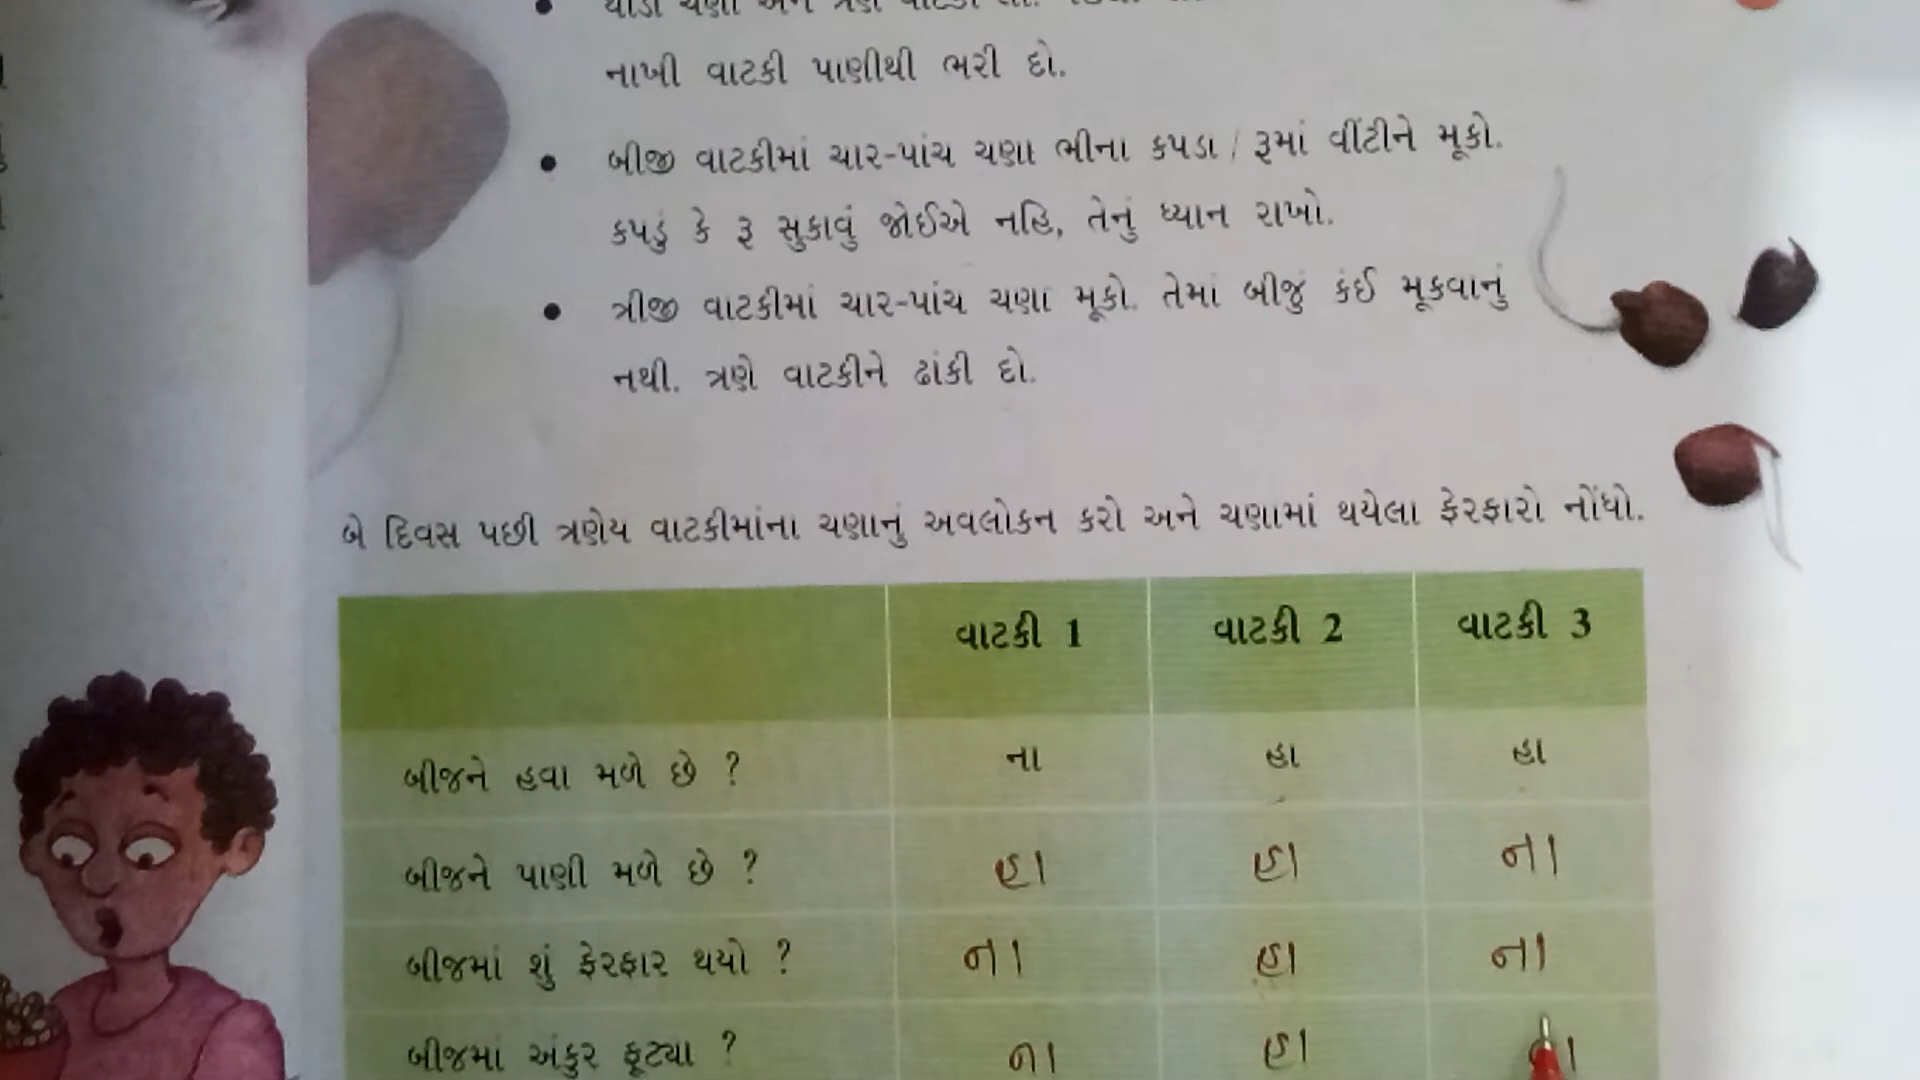 નાખી વાટકી પાણીથી ભરી દો.
• બીજી વાટકીમાં ચાર-પાંચ ચણા ભીના કપડા / રૂમાં વીંટીને મૂકો.
કપડું કે રૂ સુકાવું જોઈએ નહિ, તેનું ધ્યાન રાખો.
• ત્રીજી વાટકીમાં ચાર-પાંચ ચણા મૂકો. તેમાં બીજું કંઈ મૂકવાનું
નથી. ત્રણે વાટકીને ઢાંકી દો.
બે દિવસ પછી ત્રણેય વાટકીમાંના ચણાનું અવલોકન કરો અને ચણામાં થયેલા ફેરફારો નોંધો.
વાટકી 1 વાટકી 2 વાટકી 3
બીજને હવા મળે છે ? ના હા હા
બીજને પાણી મળે છે ? હા હા ના
બીજમાં શું ફેરફાર થયો ? ના હા ના
બીજમાં અંકુર ફૂટ્યા ? ના હા